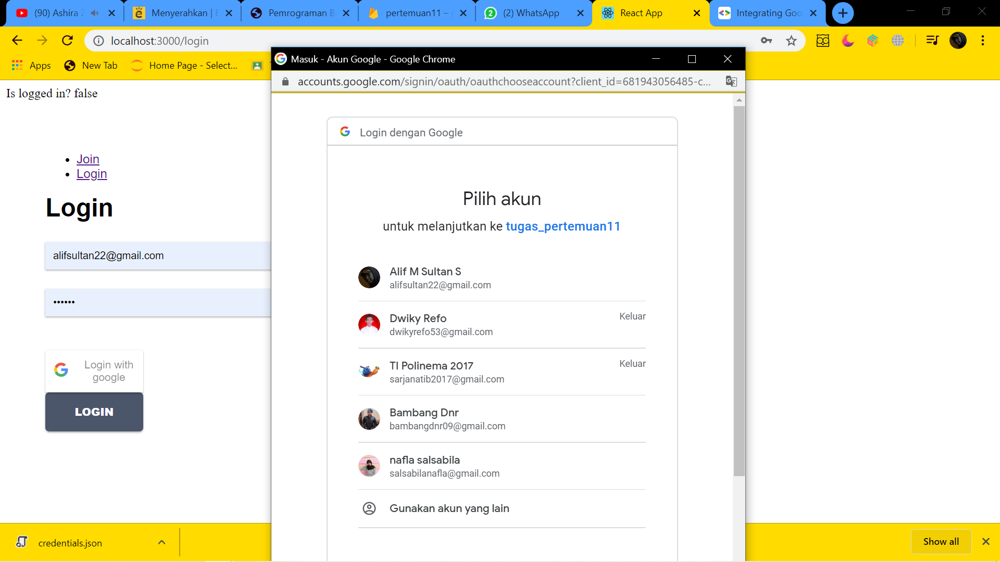 (90) Ashira Z
Menyerahkan | E
Pemrograman B
pertemuan11 –
(2) WhatsApp
React App
Integrating Goo
localhost:3000/login
Apps
New Tab
Home Page - Select...
Masuk - Akun Google - Google Chrome
accounts.google.com/signin/oauth/oauthchooseaccount?client_id=681943056485-c...
Is logged in? false
Join
Login
Login
alifsultan22@gmail.com
••••••
Login with
google
LOGIN
Login dengan Google
Pilih akun
untuk melanjutkan ke tugas_pertemuan11
Alif M Sultan S
alifsultan22@gmail.com
Dwiky Refo
Keluar
dwikyrefo53@gmail.com
TI Polinema 2017
Keluar
sarjanatib2017@gmail.com
Bambang Dnr
bambangdnr09@gmail.com
nafla salsabila
salsabilanafla@gmail.com
Gunakan akun yang lain
credentials.json
Show all